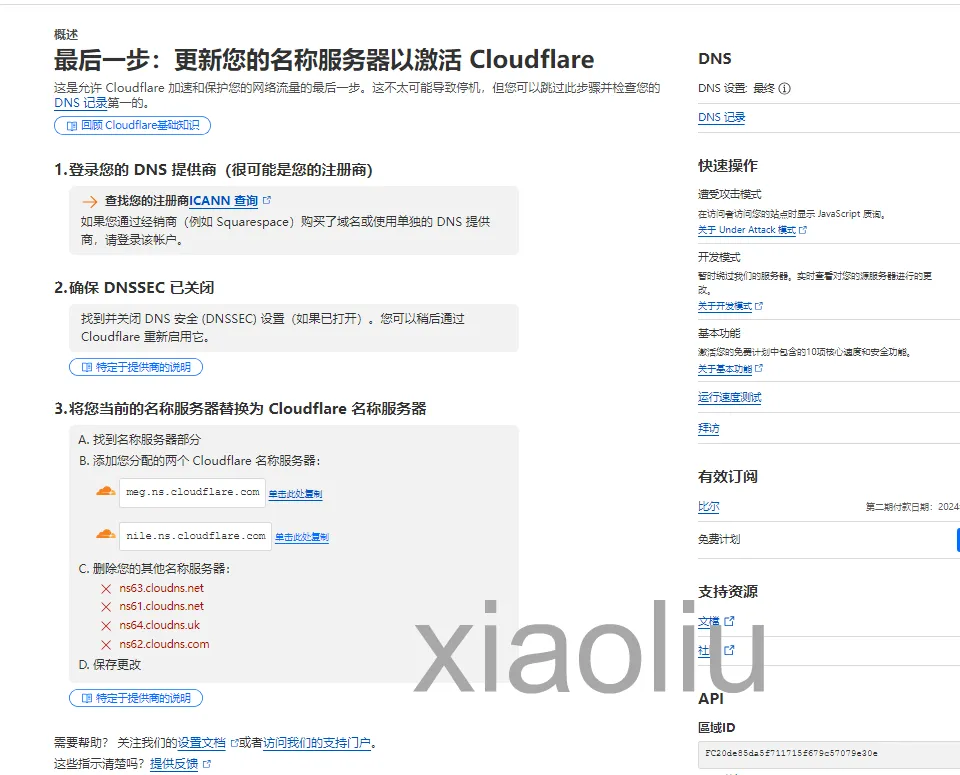 概述
最后一步：更新您的名称服务器以激活 Cloudflare
这是允许 Cloudflare 加速和保护您的网络流量的最后一步。这不太可能导致停机，但您可以跳过此步骤并检查您的
DNS 记录第一的。
回顾 Cloudflare基础知识
1.登录您的 DNS 提供商（很可能是您的注册商）
查找您的注册商ICANN 查询
如果您通过经销商（例如 Squarespace）购买了域名或使用单独的 DNS 提供
商，请登录该帐户。
2.确保 DNSSEC 已关闭
找到并关闭 DNS 安全 (DNSSEC) 设置（如果已打开）。您可以稍后通过
Cloudflare 重新启用它。
特定于提供商的说明
3.将您当前的名称服务器替换为 Cloudflare 名称服务器
A. 找到名称服务器部分
B. 添加您分配的两个 Cloudflare 名称服务器：
meg.ns.cloudflare.com 单击此处复制
nile.ns.cloudflare.com 单击此处复制
C. 删除您的其他名称服务器：
ns63.cloudns.net
ns61.cloudns.net
ns64.cloudns.uk
ns62.cloudns.com
D. 保存更改
特定于提供商的说明
需要帮助？ 关注我们的设置文档 或者访问我们的支持门户。
这些指示清楚吗？提供反馈
DNS
DNS 设置: 最终
DNS 记录
快速操作
遭受攻击模式
在访问者访问您的站点时显示 JavaScript 质询。
关于 Under Attack 模式
开发模式
暂时绕过我们的服务器。实时查看对您的源服务器进行的更
改。
关于开发模式
基本功能
激活您的免费计划中包含的10项核心速度和安全功能。
关于基本功能
运行速度测试
拜访
有效订阅
比尔 第二期付款日期：2024
免费计划
支持资源
文档
社
xiaoliu
API
區域ID
FC20de85da5f711715f679c57079e30e